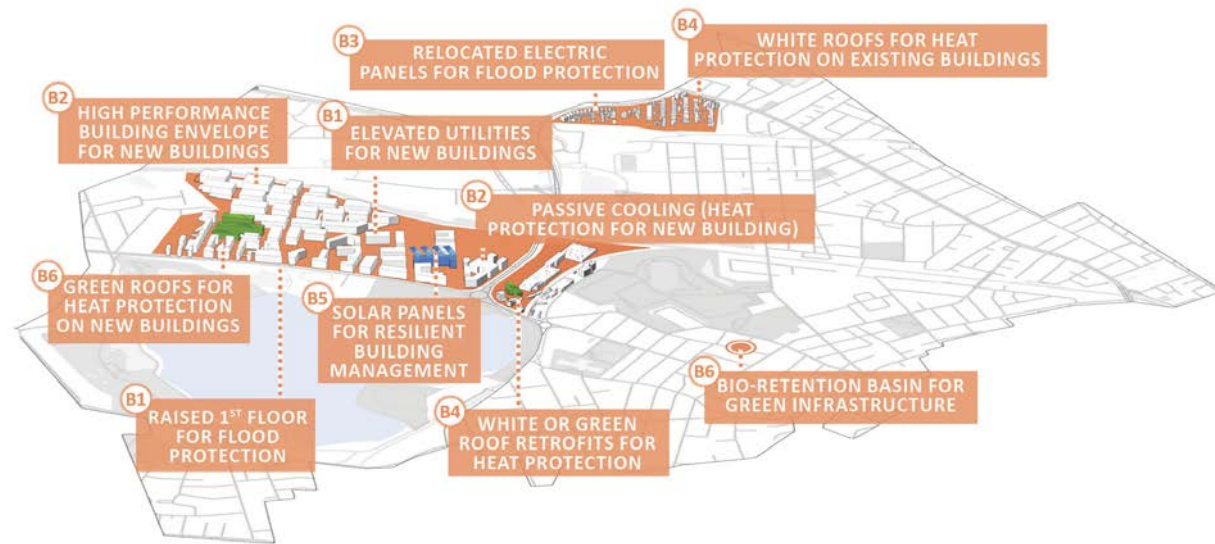 B3
RELOCATED ELECTRIC
PANELS FOR FLOOD PROTECTION
B4
WHITE ROOFS FOR HEAT
PROTECTION ON EXISTING BUILDINGS
B2
HIGH PERFORMANCE
BUILDING ENVELOPE
FOR NEW BUILDINGS
B1
ELEVATED UTILITIES
FOR NEW BUILDINGS
B2
PASSIVE COOLING (HEAT
PROTECTION FOR NEW BUILDING)
B6
GREEN ROOFS FOR
HEAT PROTECTION
ON NEW BUILDINGS
B5
SOLAR PANELS
FOR RESILIENT
BUILDING
MANAGEMENT
B6
BIO-RETENTION BASIN FOR
GREEN INFRASTRUCTURE
B1
RAISED 1ST FLOOR
FOR FLOOD
PROTECTION
B4
WHITE OR GREEN
ROOF RETROFITS FOR
HEAT PROTECTION